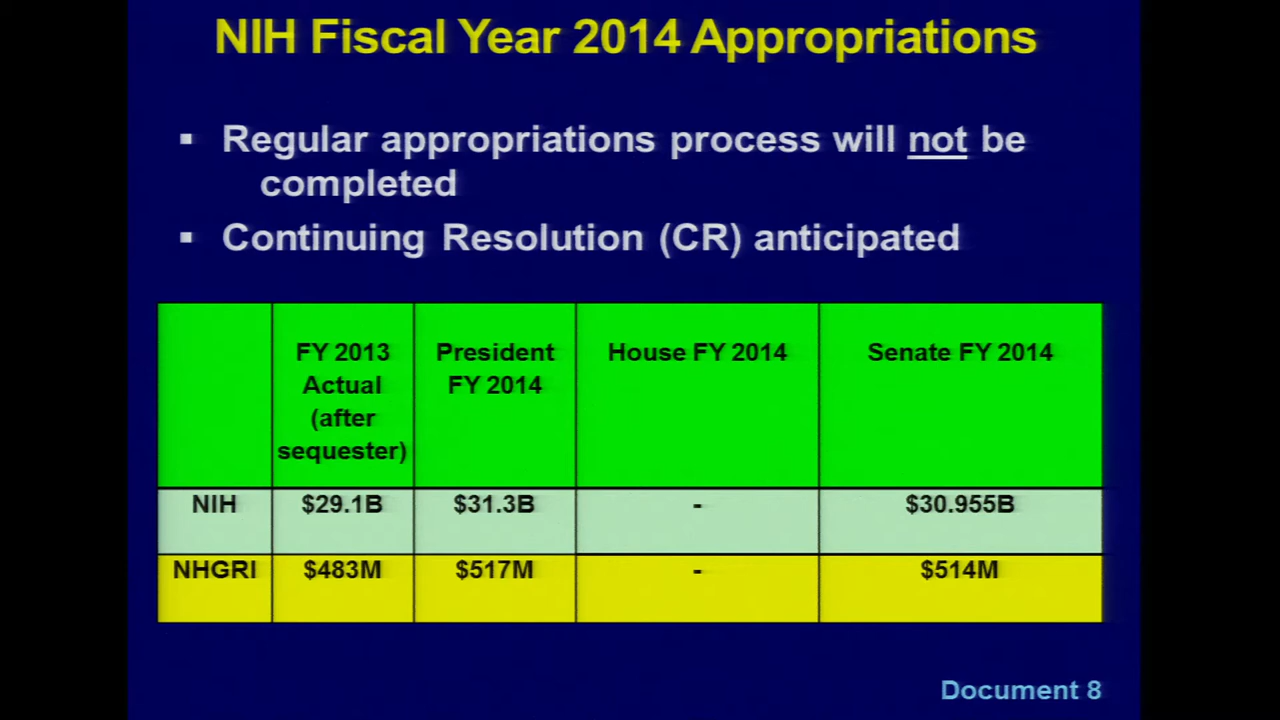 NIH Fiscal Year 2014 Appropriations
▪ Regular appropriations process will not be
completed
▪ Continuing Resolution (CR) anticipated
FY 2013 Actual (after sequester) President FY 2014 House FY 2014 Senate FY 2014
NIH $29.1B $31.3B - $30.955B
NHGRI $483M $517M - $514M
Document 8